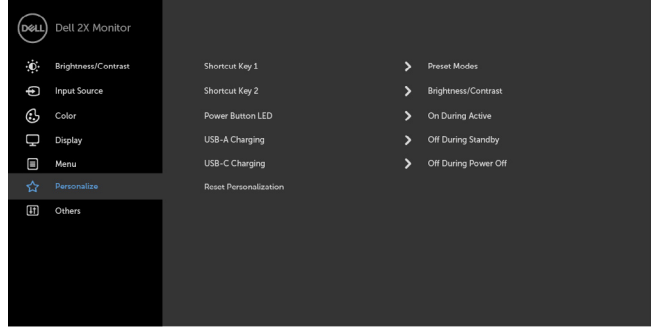 DELL Dell 2X Monitor
Brightness/Contrast
Input Source
Color
Display
Menu
Personalize
Others
Shortcut Key 1 Preset Modes
Shortcut Key 2 Brightness/Contrast
Power Button LED On During Active
USB-A Charging Off During Standby
USB-C Charging Off During Power Off
Reset Personalization